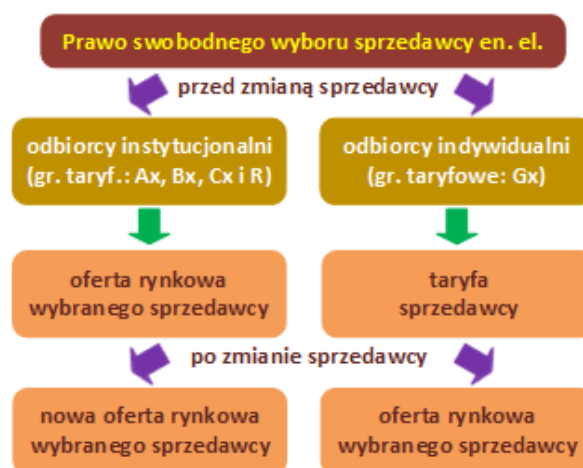 Prawo swobodnego wyboru sprzedawcy en. el.
przed zmianą sprzedawcy
odbiorcy instytucjonalni
(gr. taryf.: Ax, Bx, Cx i R)
odbiorcy indywidualni
(gr. taryfowe: Gx)
oferta rynkowa
wybranego sprzedawcy
taryfa
sprzedawcy
po zmianie sprzedawcy
nowa oferta rynkowa
wybranego sprzedawcy
oferta rynkowa
wybranego sprzedawcy